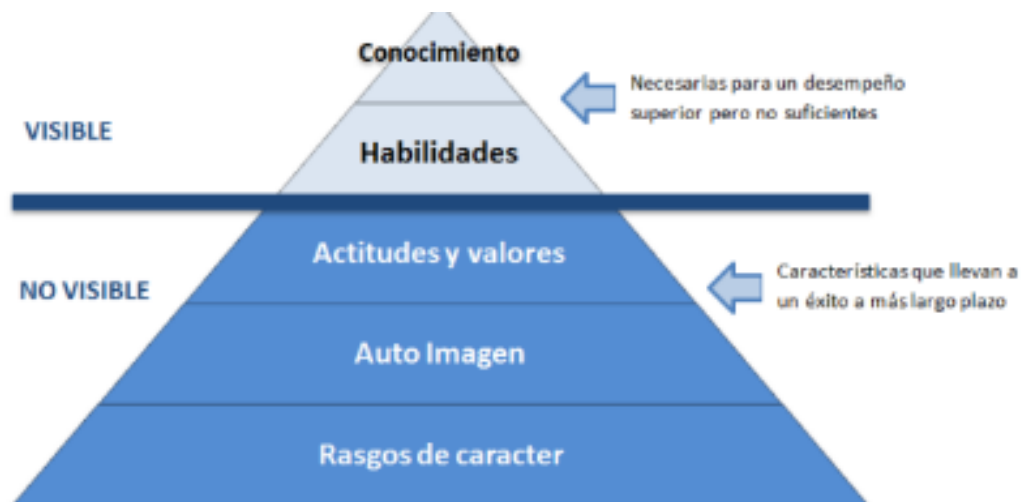 Conocimiento
Necesarias para un desempeño
superior pero no suficientes
VISIBLE
Habilidades
Actitudes y valores
Características que llevan a
un éxito a más largo plazo
NO VISIBLE
Auto Imagen
Rasgos de caracter